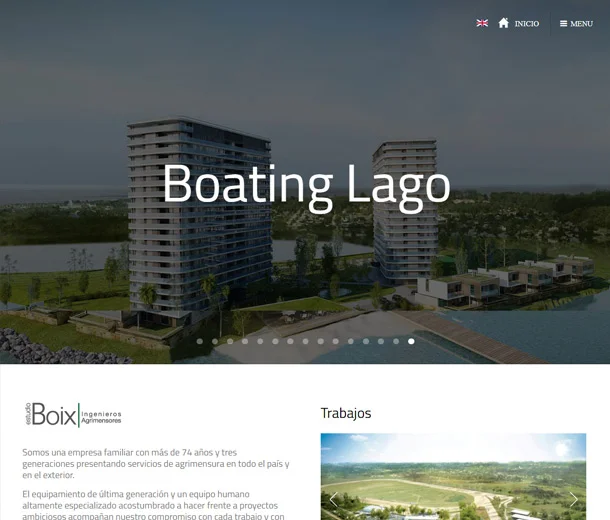 INICIO
MENU
Boating Lago
estudio Boix Ingenieros
Agrimensores
Trabajos
Somos una empresa familiar con más de 74 años y tres
generaciones presentando servicios de agrimensura en todo el país y
en el exterior.
El equipamiento de última generación y un equipo humano
altamente especializado acostumbrado a hacer frente a proyectos
ambiciosos acompañan nuestro compromiso con cada trabajo y con